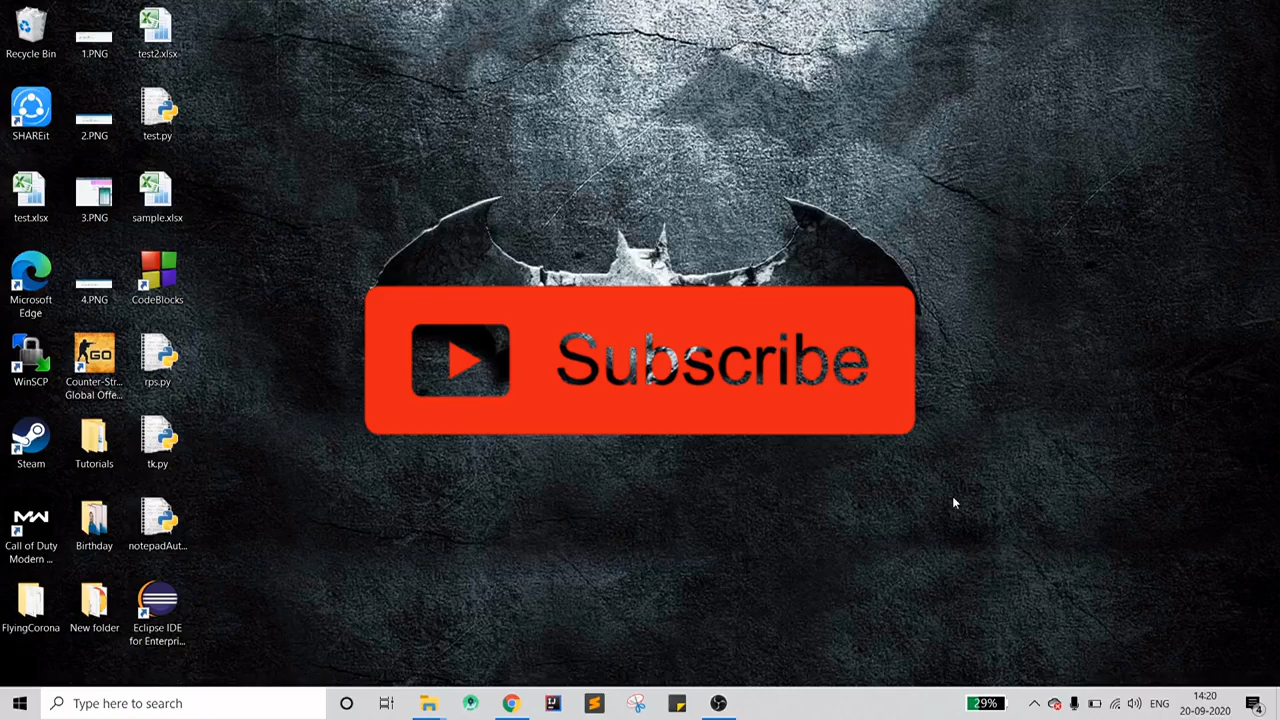 Recycle Bin
1.PNG
test2.xlsx
SHAREit
2.PNG
test.py
test.xlsx
3.PNG
sample.xlsx
Microsoft
Edge
4.PNG
CodeBlocks
WinSCP
GO
Counter-Str...
Global Offe...
rps.py
Subscribe
Steam
Tutorials
tk.py
Call of Duty
Modern ...
Birthday
notepadAut...
FlyingCorona
New folder
Eclipse IDE
for Enterpri...
Type here to search
29%
ENG
14:20
20-09-2020
4